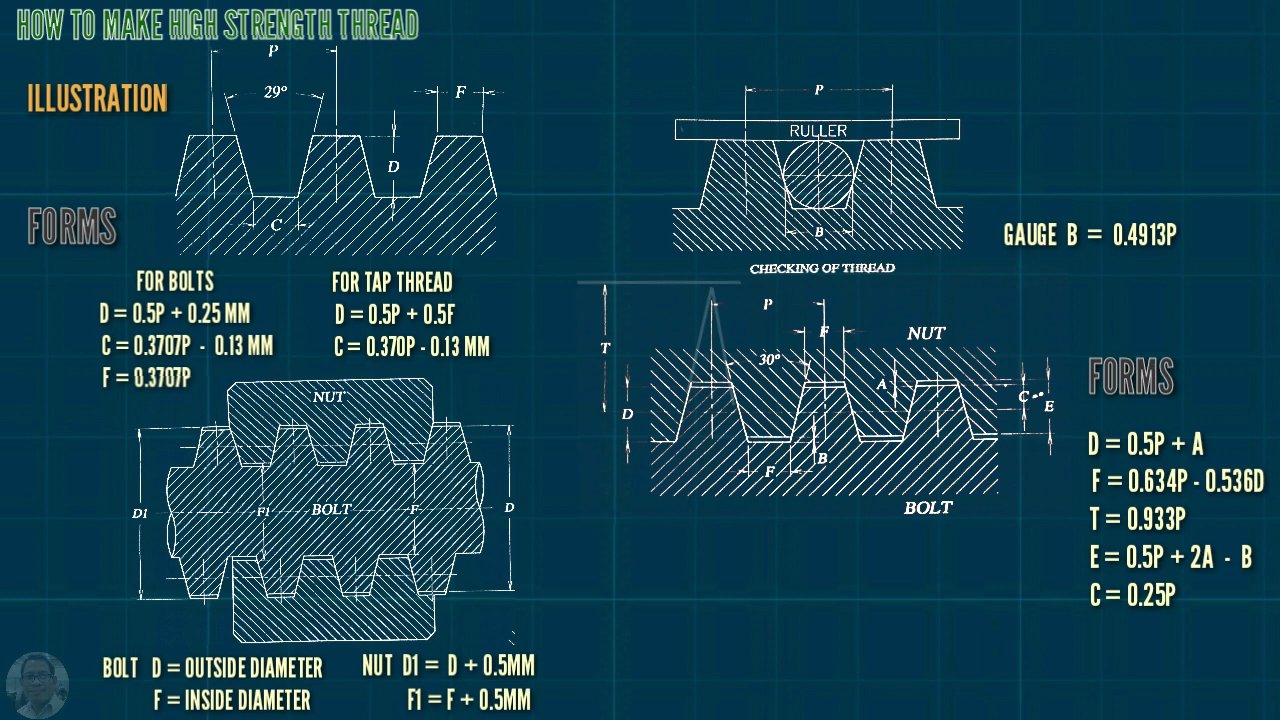 HOW TO MAKE HIGH STRENGTH THREAD
ILLUSTRATION
P
29°
F
D
C
FORMS
FOR BOLTS
D = 0.5P + 0.25 MM
C = 0.3707P - 0.13 MM
F = 0.3707P
FOR TAP THREAD
D = 0.5P + 0.5F
C = 0.370P - 0.13 MM
P
RULLER
B
CHECKING OF THREAD
GAUGE B = 0.4913P
NUT
D1
F1
BOLT
F
D
BOLT D = OUTSIDE DIAMETER
F = INSIDE DIAMETER
NUT D1 = D + 0.5MM
F1 = F + 0.5MM
P
F
NUT
T
30°
A
C
E
D
B
F
BOLT
FORMS
D = 0.5P + A
F = 0.634P - 0.536D
T = 0.933P
E = 0.5P + 2A - B
C = 0.25P